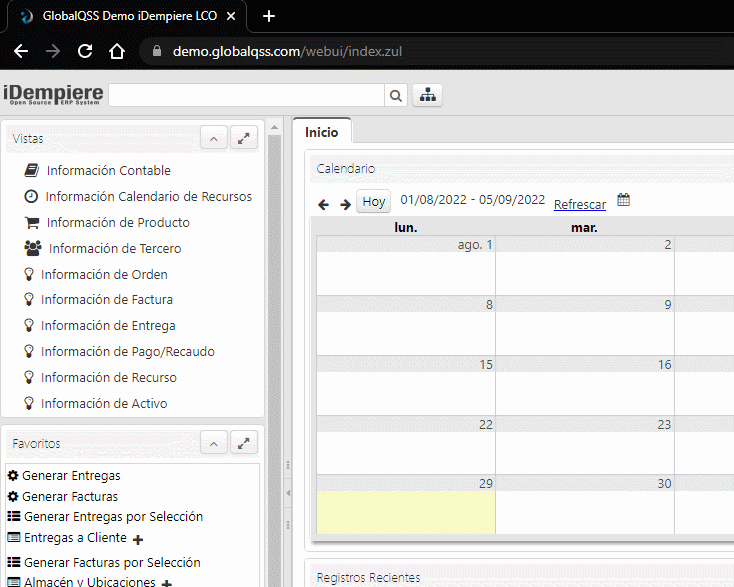 GlobalQSS Demo iDempiere LCO
demo.globalqss.com/webui/index.zul
iDempiere
Open Source ERP System
Vistas
Información Contable
Información Calendario de Recursos
Información de Producto
Información de Tercero
Información de Orden
Información de Factura
Información de Entrega
Información de Pago/Recaudo
Información de Recurso
Información de Activo
Favoritos
Generar Entregas
Generar Facturas
Generar Entregas por Selección
Entregas a Cliente
Generar Facturas por Selección
Almacén y Ubicaciones
Inicio
Calendario
Hoy 01/08/2022 - 05/09/2022 Refrescar
lun. mar.
ago. 1 2
8 9
15 16
22 23
29 30
Registros Recientes